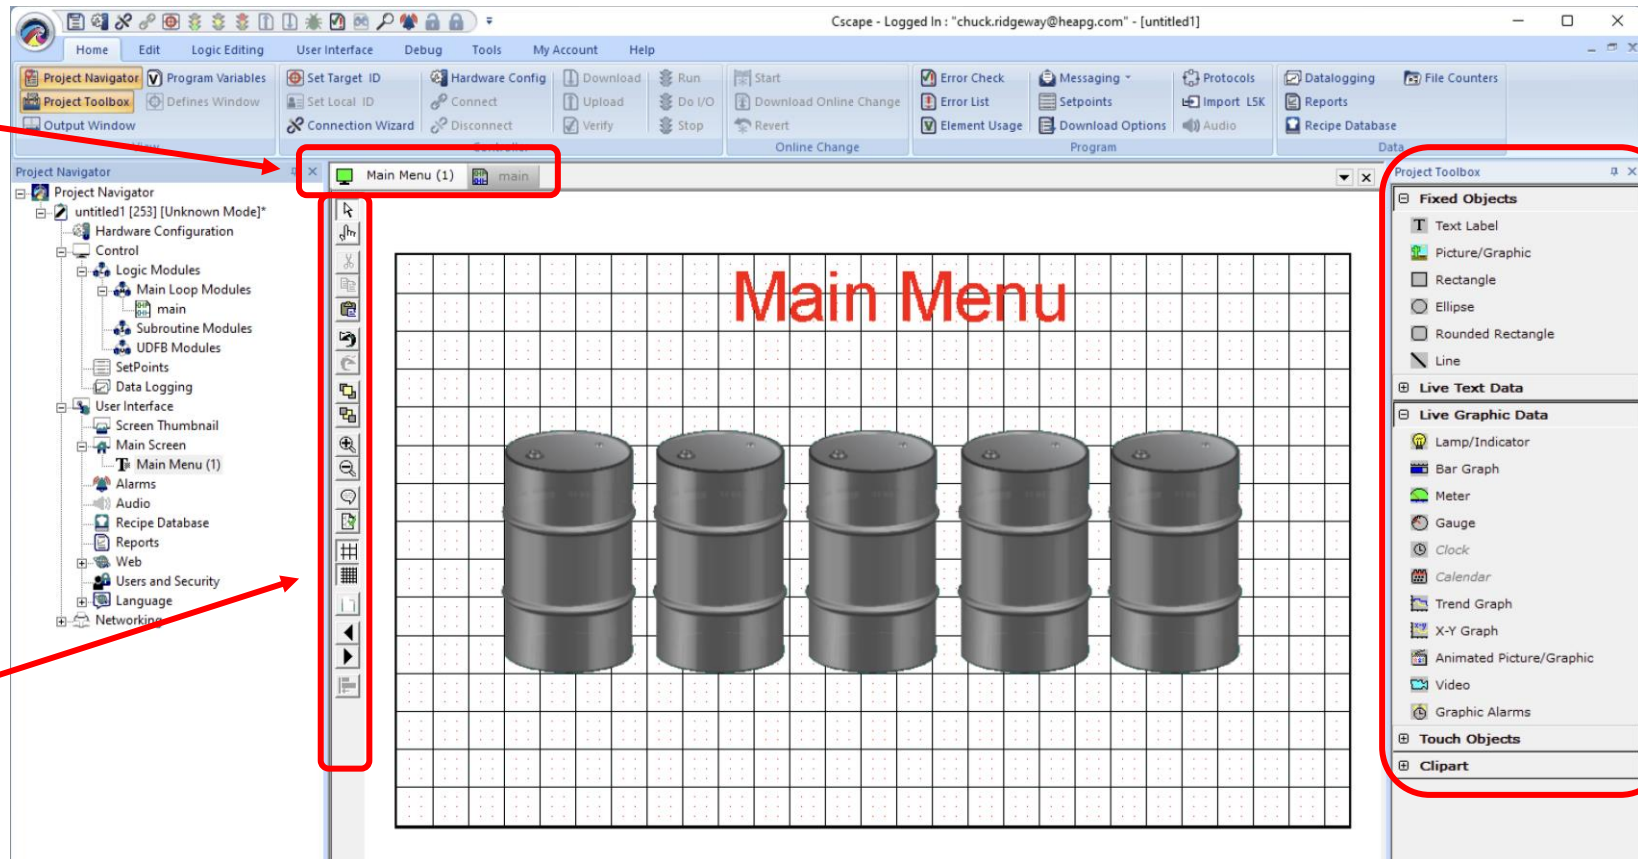 Cscape - Logged In : "chuck.ridgeway@heapg.com" - [untitled1]
Home Edit Logic Editing User Interface Debug Tools My Account Help
Project Navigator Program Variables Set Target ID Hardware Config Download Run Start Error Check Messaging Protocols Datalogging File Counters
Project Toolbox Defines Window Set Local ID Connect Upload Do I/O Download Online Change Error List Setpoints Import L5K Reports
Output Window Connection Wizard Disconnect Verify Stop Revert Element Usage Download Options Audio Recipe Database
View Controller Online Change Program Data
Project Navigator
Project Navigator
untitled1 [253] [Unknown Mode]*
Hardware Configuration
Control
Logic Modules
Main Loop Modules
main
Subroutine Modules
UDFB Modules
SetPoints
Data Logging
User Interface
Screen Thumbnail
Main Screen
Main Menu (1)
Alarms
Audio
Recipe Database
Reports
Web
Users and Security
Language
Networking
Main Menu (1) main
Main Menu
Project Toolbox
Fixed Objects
Text Label
Picture/Graphic
Rectangle
Ellipse
Rounded Rectangle
Line
Live Text Data
Live Graphic Data
Lamp/Indicator
Bar Graph
Meter
Gauge
Clock
Calendar
Trend Graph
X-Y Graph
Animated Picture/Graphic
Video
Graphic Alarms
Touch Objects
Clipart